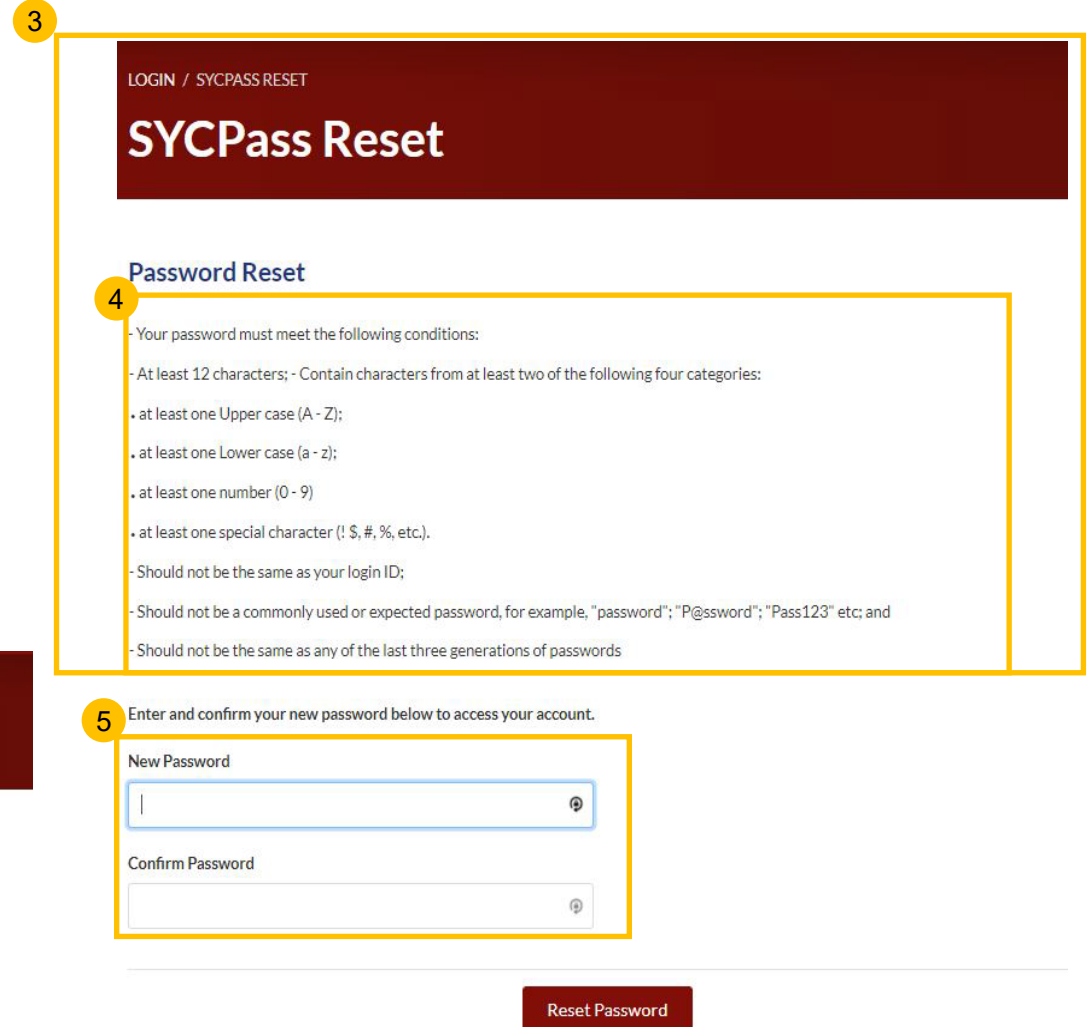 3
LOGIN / SYCPASS RESET
SYCPass Reset
Password Reset
4
- Your password must meet the following conditions:
- At least 12 characters; - Contain characters from at least two of the following four categories:
• at least one Upper case (A - Z);
• at least one Lower case (a - z);
• at least one number (0 - 9)
• at least one special character (! $, #, %, etc.).
- Should not be the same as your login ID;
- Should not be a commonly used or expected password, for example, "password"; "P@ssword"; "Pass123" etc; and
- Should not be the same as any of the last three generations of passwords
5
Enter and confirm your new password below to access your account.
New Password
Confirm Password
Reset Password